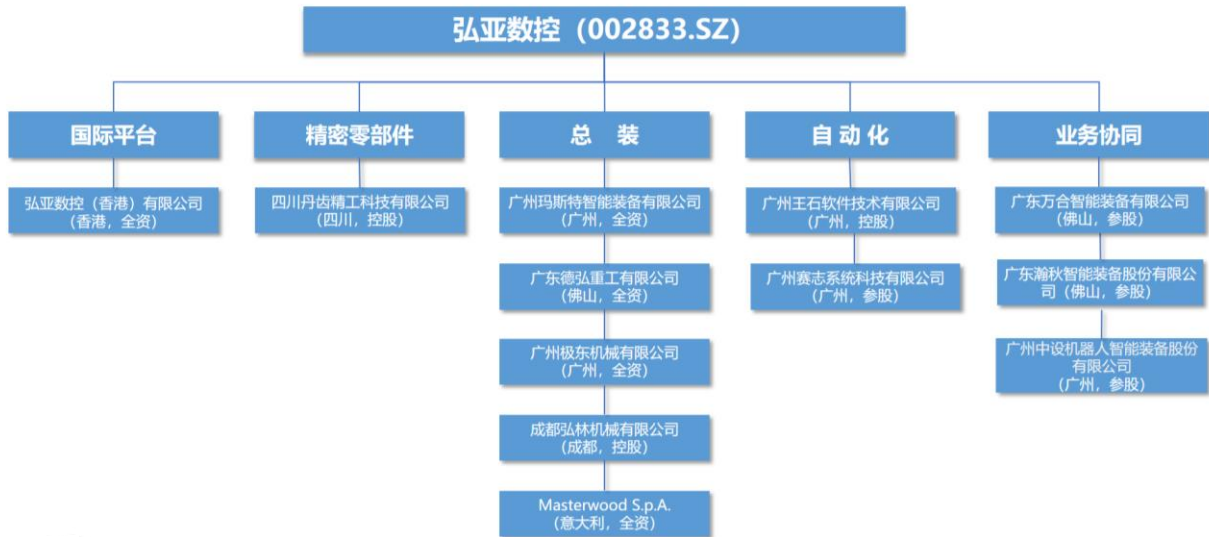 弘亚数控（002833.SZ）
国际平台
精密零部件
总 装
自 动 化
业务协同
弘亚数控（香港）有限公司
（香港，全资）
四川丹齿精工科技有限公司
（四川，控股）
广州玛斯特智能装备有限公司
（广州，全资）
广州王石软件技术有限公司
（广州，控股）
广东万合智能装备有限公司
（佛山，参股）
广东德弘重工有限公司
（佛山，全资）
广州赛志系统科技有限公司
（广州，参股）
广东瀚秋智能装备股份有限公
司（佛山，参股）
广州极东机械有限公司
（广州，全资）
广州中设机器人智能装备股份
有限公司
（广州，参股）
成都弘林机械有限公司
（成都，控股）
Masterwood S.p.A.
（意大利，全资）